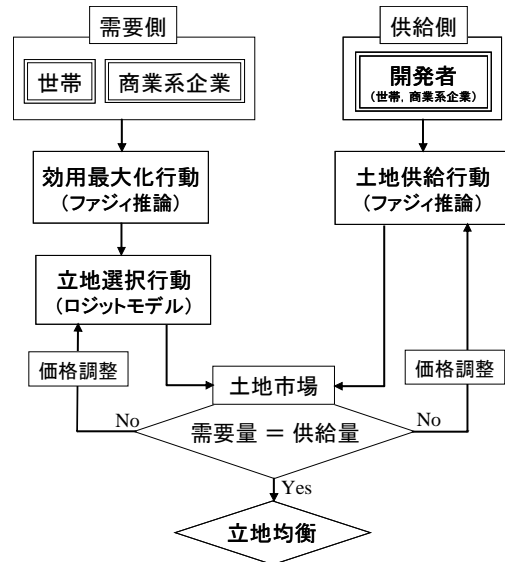 需要側
世帯
商業系企業
供給側
開発者
(世帯, 商業系企業)
効用最大化行動
(ファジィ推論)
土地供給行動
(ファジィ推論)
立地選択行動
(ロジットモデル)
価格調整
土地市場
価格調整
No
需要量 ＝ 供給量
No
Yes
立地均衡